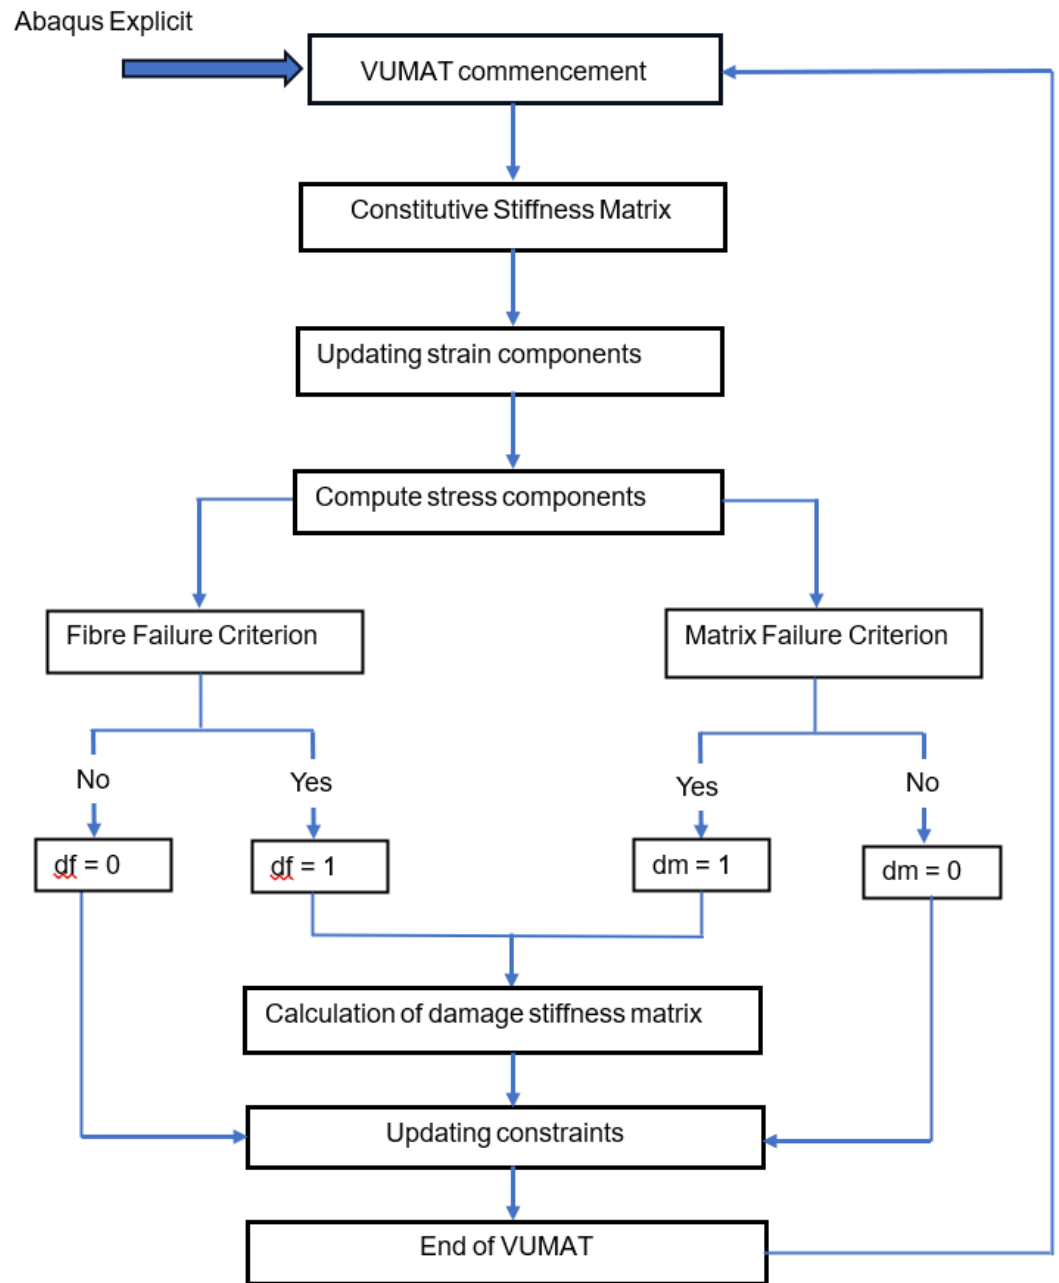 Abaqus Explicit
VUMAT commencement
Constitutive Stiffness Matrix
Updating strain components
Compute stress components
Fibre Failure Criterion
Matrix Failure Criterion
No
Yes
Yes
No
df = 0
df = 1
dm = 1
dm = 0
Calculation of damage stiffness matrix
Updating constraints
End of VUMAT